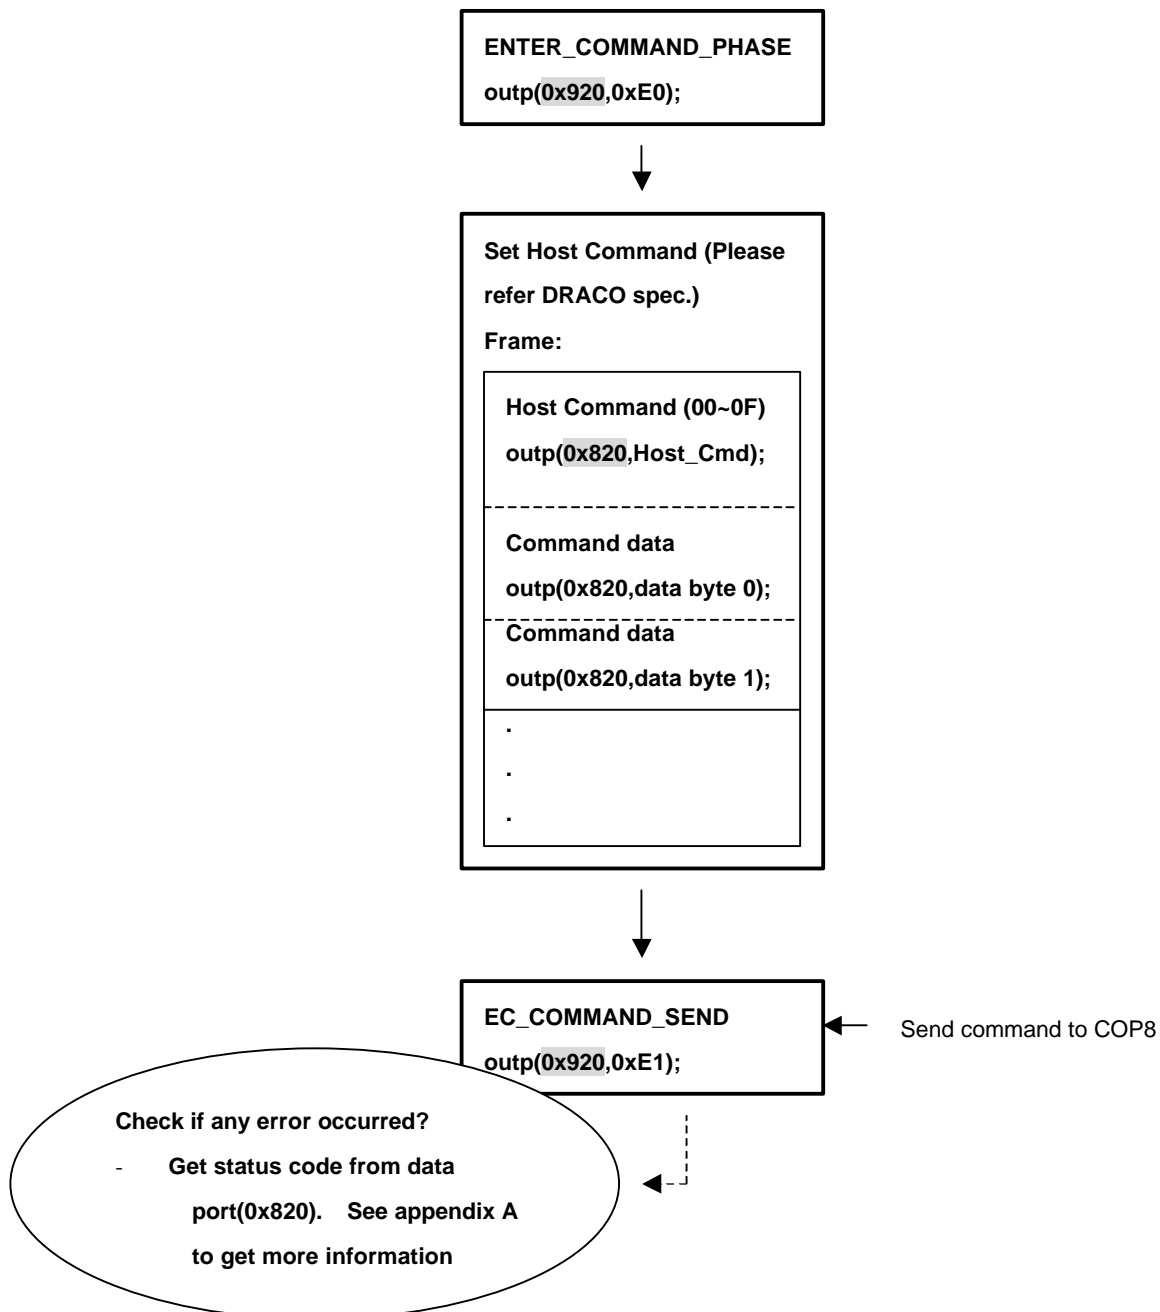 ENTER_COMMAND_PHASE
outp(0x920,0xE0);
Set Host Command (Please
refer DRACO spec.)
Frame:
Host Command (00~0F)
outp(0x820,Host_Cmd);
Command data
outp(0x820,data byte 0);
Command data
outp(0x820,data byte 1);
.
.
.
EC_COMMAND_SEND
outp(0x920,0xE1);
Send command to COP8
Check if any error occurred?
- Get status code from data
port(0x820). See appendix A
to get more information